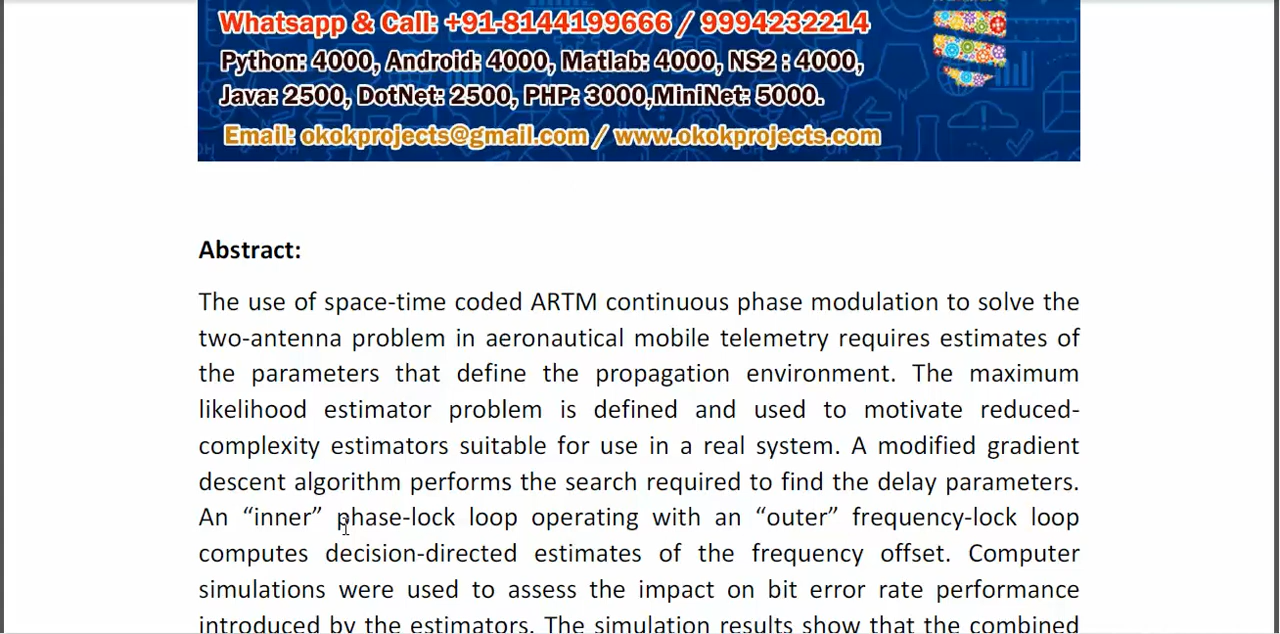 Whatsapp & Call: +91-8144199666 / 9994232214
Python: 4000, Android: 4000, Matlab: 4000, NS2 : 4000,
Java: 2500, DotNet: 2500, PHP: 3000,MiniNet: 5000.
Email: okokprojects@gmail.com / www.okokprojects.com
Abstract:
The use of space-time coded ARTM continuous phase modulation to solve the
two-antenna problem in aeronautical mobile telemetry requires estimates of
the parameters that define the propagation environment. The maximum
likelihood estimator problem is defined and used to motivate reduced-
complexity estimators suitable for use in a real system. A modified gradient
descent algorithm performs the search required to find the delay parameters.
An “inner” phase-lock loop operating with an “outer” frequency-lock loop
computes decision-directed estimates of the frequency offset. Computer
simulations were used to assess the impact on bit error rate performance
introduced by the estimators. The simulation results show that the combined